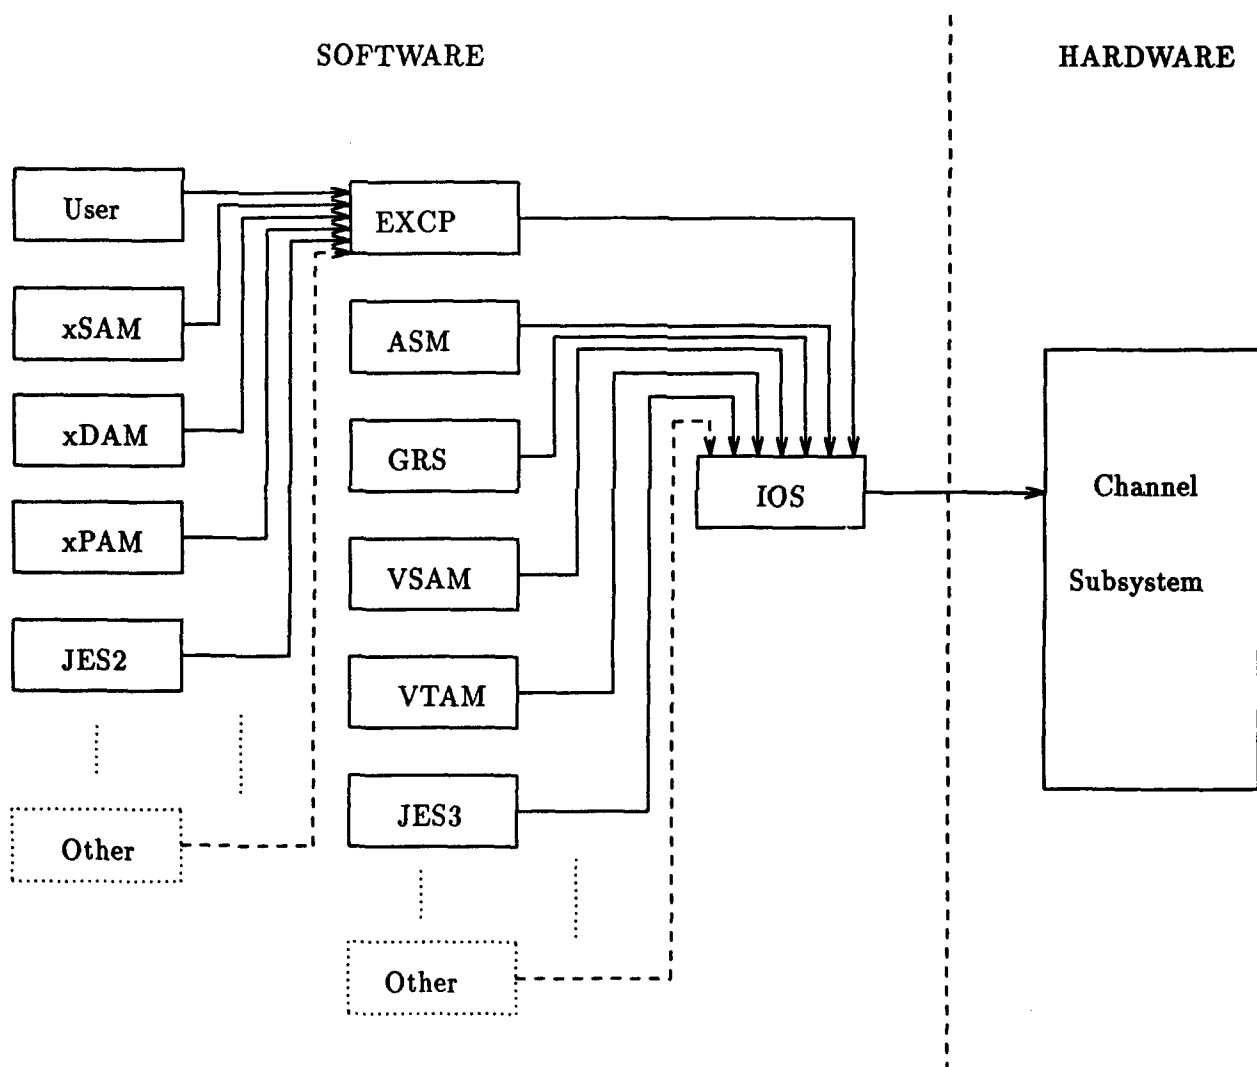 SOFTWARE
HARDWARE
User
xSAM
xDAM
xPAM
JES2
Other
EXCP
ASM
GRS
VSAM
VTAM
JES3
Other
IOS
Channel
Subsystem